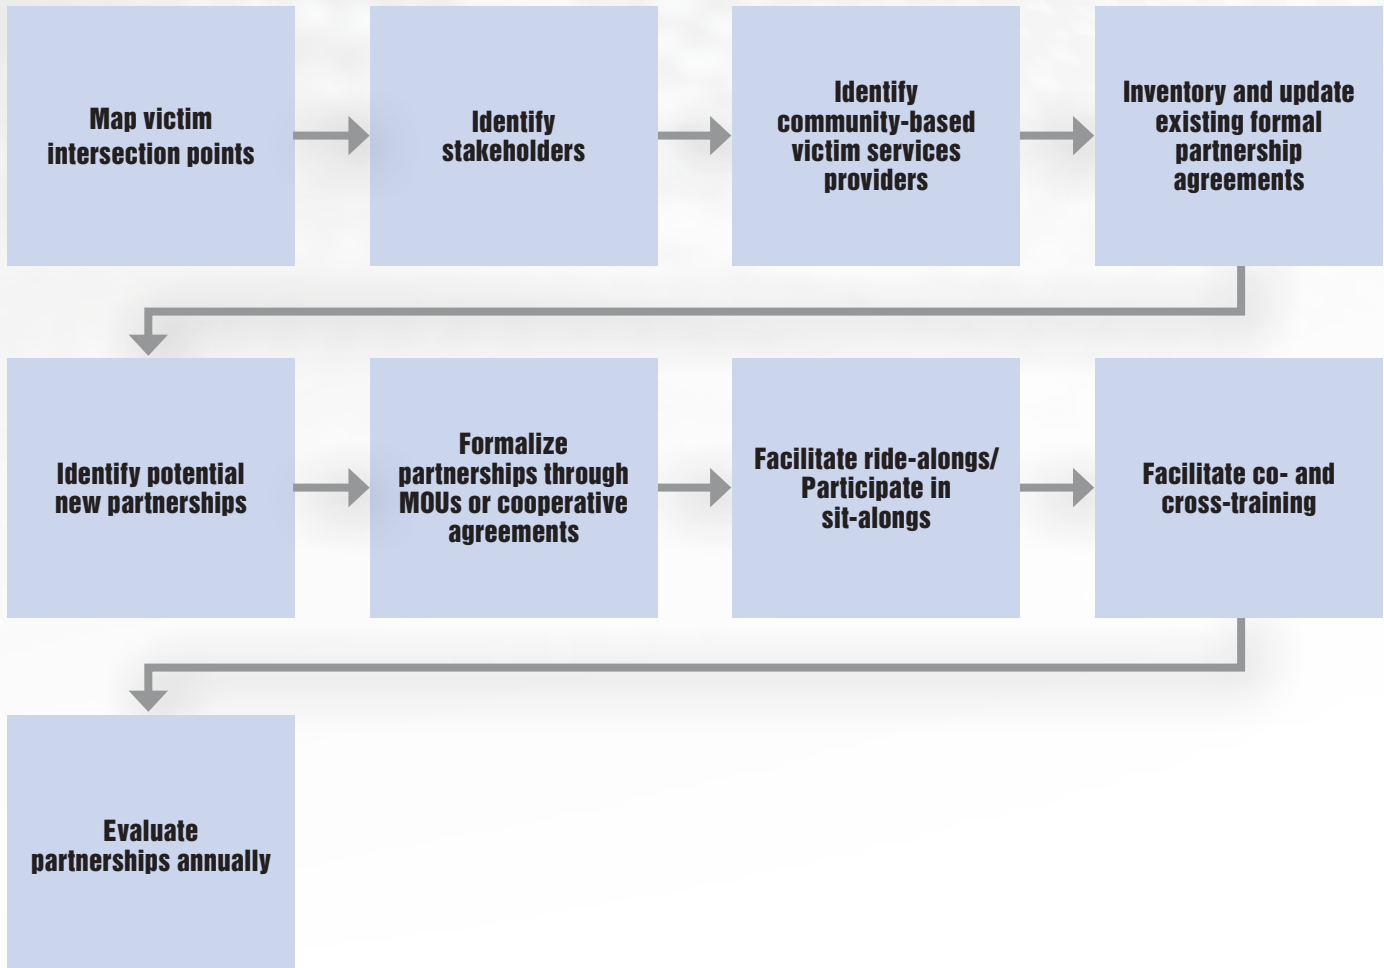 Map victim
intersection points
Identify
stakeholders
Identify
community-based
victim services
providers
Inventory and update
existing formal
partnership
agreements
Identify potential
new partnerships
Formalize
partnerships through
MOUs or cooperative
agreements
Facilitate ride-alongs/
Participate in
sit-alongs
Facilitate co- and
cross-training
Evaluate
partnerships annually